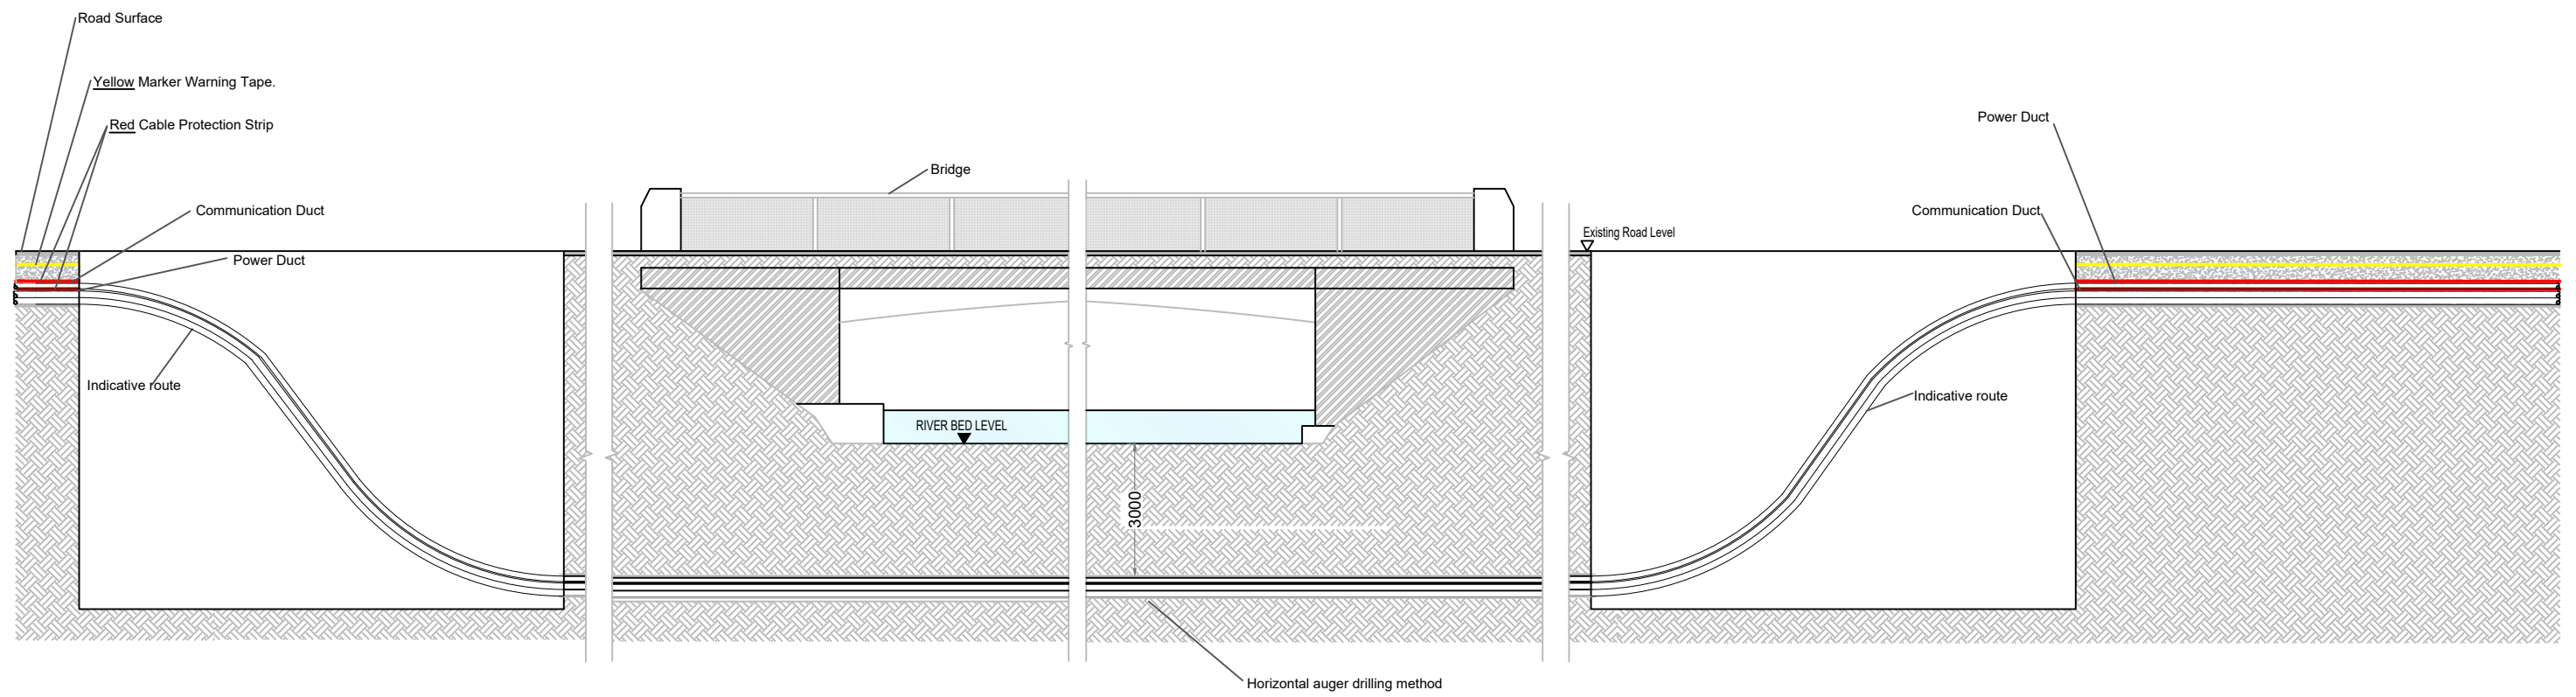 Road Surface
Yellow Marker Warning Tape.
Red Cable Protection Strip
Power Duct
Bridge
Communication Duct
Communication Duct
Existing Road Level
Power Duct
Indicative route
Indicative route
RIVER BED LEVEL
3000
Horizontal auger drilling method